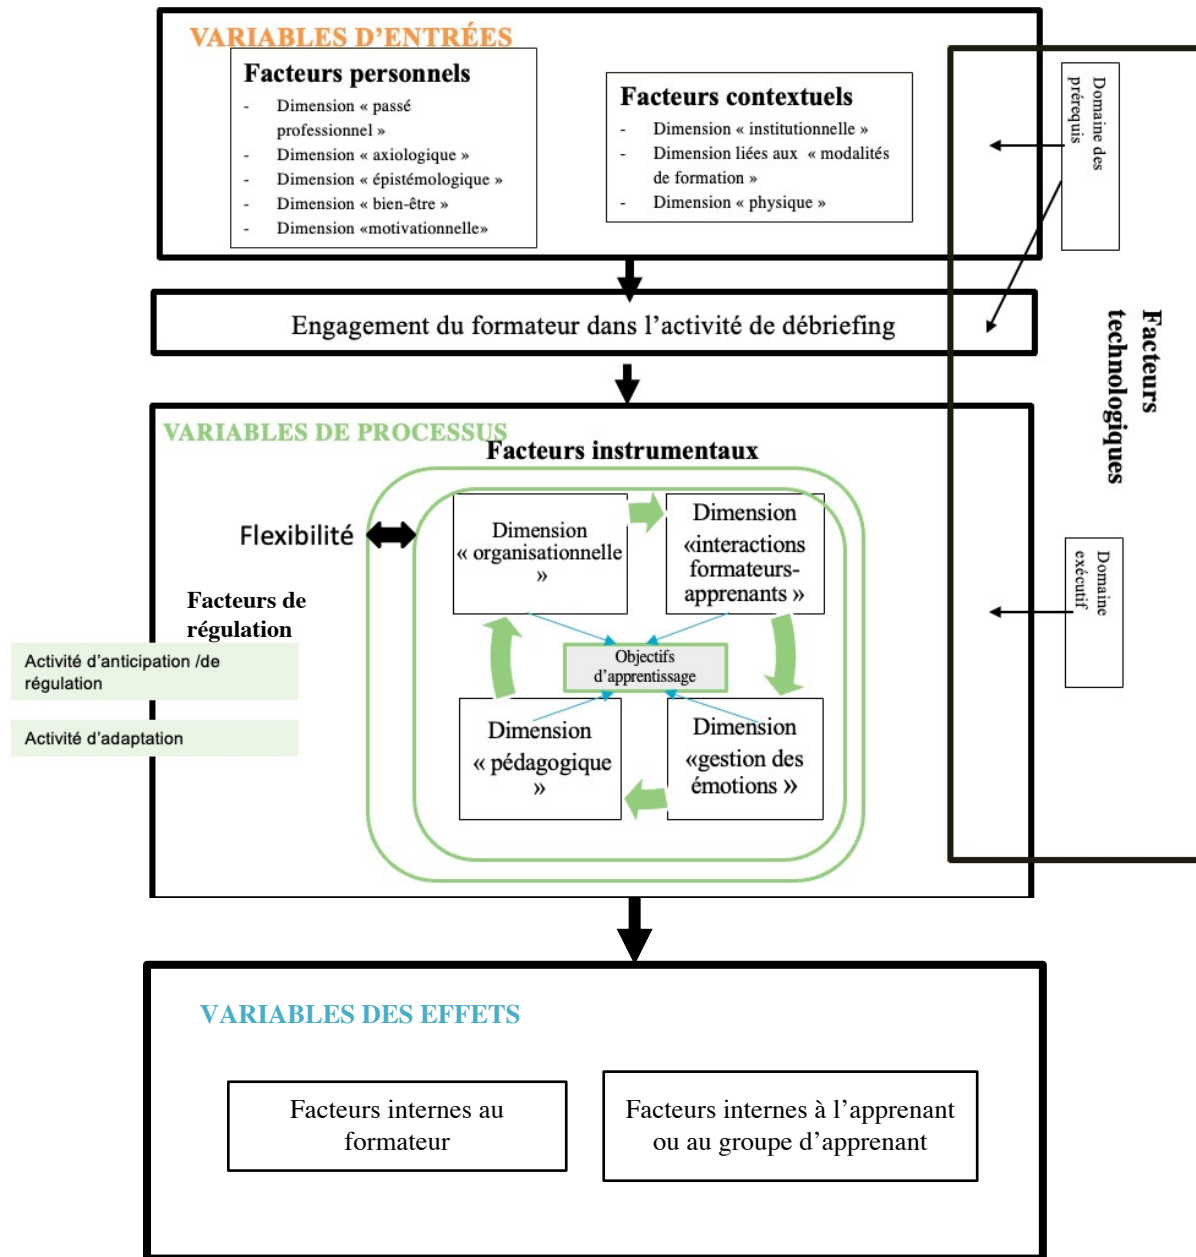 VARIABLES D'ENTRÉES
Facteurs personnels
- Dimension « passé
professionnel »
- Dimension « axiologique »
- Dimension « épistémologique »
- Dimension « bien-être »
- Dimension «motivationnelle»
Facteurs contextuels
- Dimension « institutionnelle »
- Dimension liées aux « modalités
de formation »
- Dimension « physique »
Domaine des
prérequis
Engagement du formateur dans l'activité de débriefing
Facteurs
technologiques
VARIABLES DE PROCESSUS
Facteurs instrumentaux
Flexibilité
Dimension
« organisationnelle
»
Dimension
«interactions
formateurs-
apprenants »
Domaine
exécutif
Facteurs de
régulation
Activité d'anticipation /de
régulation
Activité d'adaptation
Objectifs
d'apprentissage
Dimension
« pédagogique
»
Dimension
«gestion des
émotions »
VARIABLES DES EFFETS
Facteurs internes au
formateur
Facteurs internes à l'apprenant
ou au groupe d'apprenant